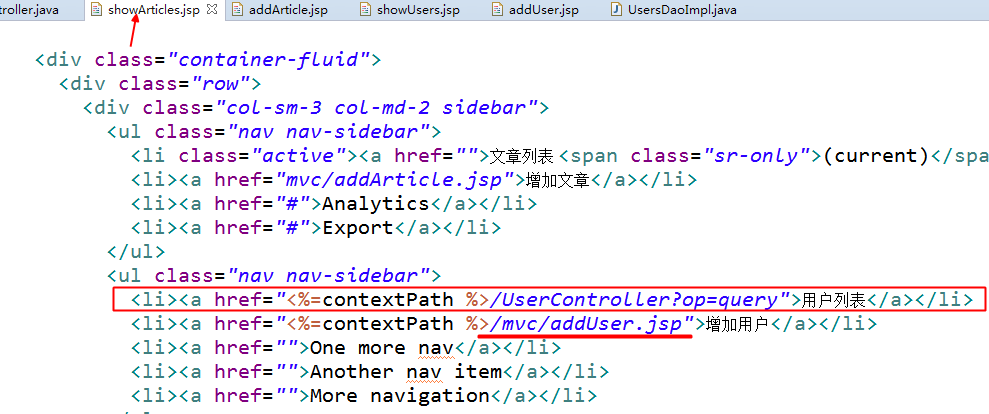 roller.java showArticles.jsp addArticle.jsp showUsers.jsp addUser.jsp UsersDaoImpl.java
<div class="container-fluid">
<div class="row">
<div class="col-sm-3 col-md-2 sidebar">
<ul class="nav nav-sidebar">
<li class="active"><a href="">文章列表<span class="sr-only">(current)</spa
<li><a href="mvc/addArticle.jsp">增加文章</a></li>
<li><a href="#">Analytics</a></li>
<li><a href="#">Export</a></li>
</ul>
<ul class="nav nav-sidebar">
<li><a href="<%=contextPath %>/UserController?op=query">用户列表</a></li>
<li><a href="<%=contextPath %>/mvc/addUser.jsp">增加用户</a></li>
<li><a href="">One more nav</a></li>
<li><a href="">Another nav item</a></li>
<li><a href="">More navigation</a></li>